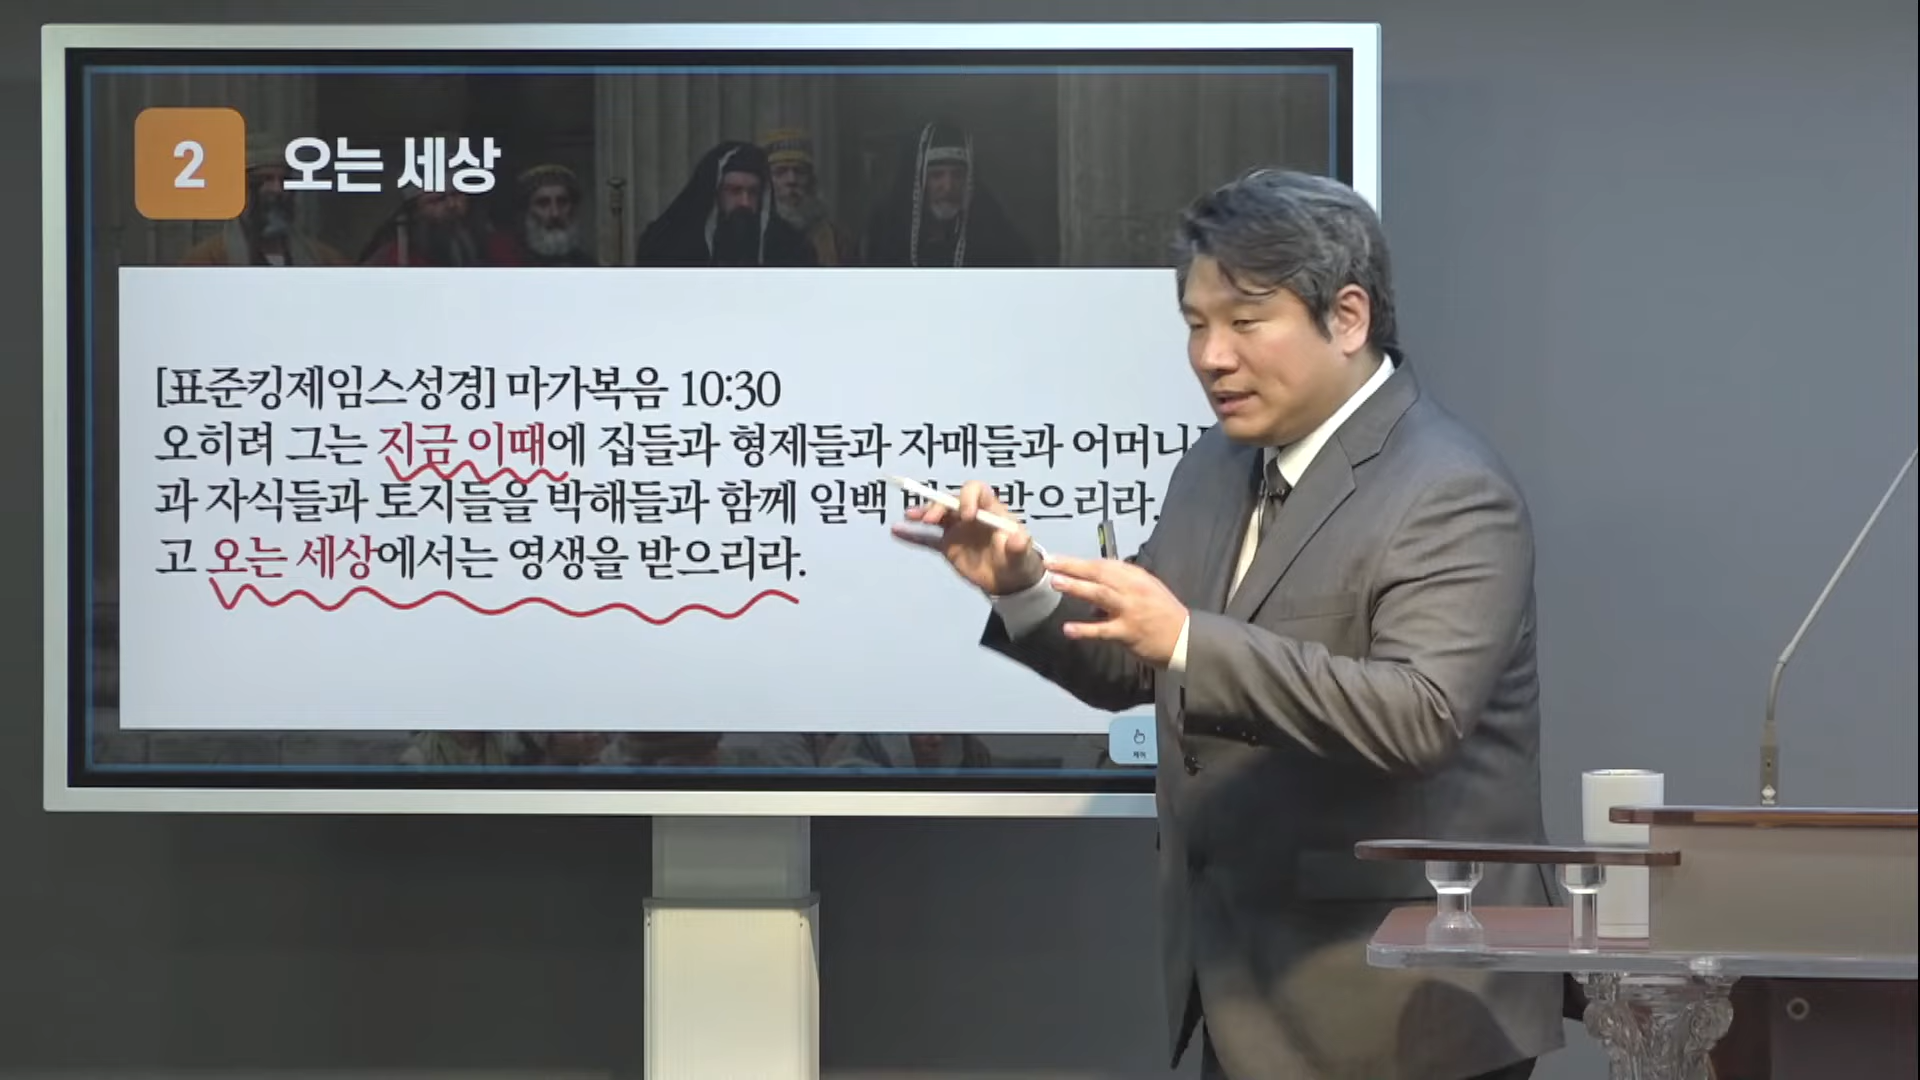 2
오는 세상
[표준킹제임스성경] 마가복음 10:30
오히려 그는 지금 이때에 집들과 형제들과 자매들과 어머니
과 자식들과 토지들을 박해들과 함께 일백 받으리라.
고 오는 세상에서는 영생을 받으리라.